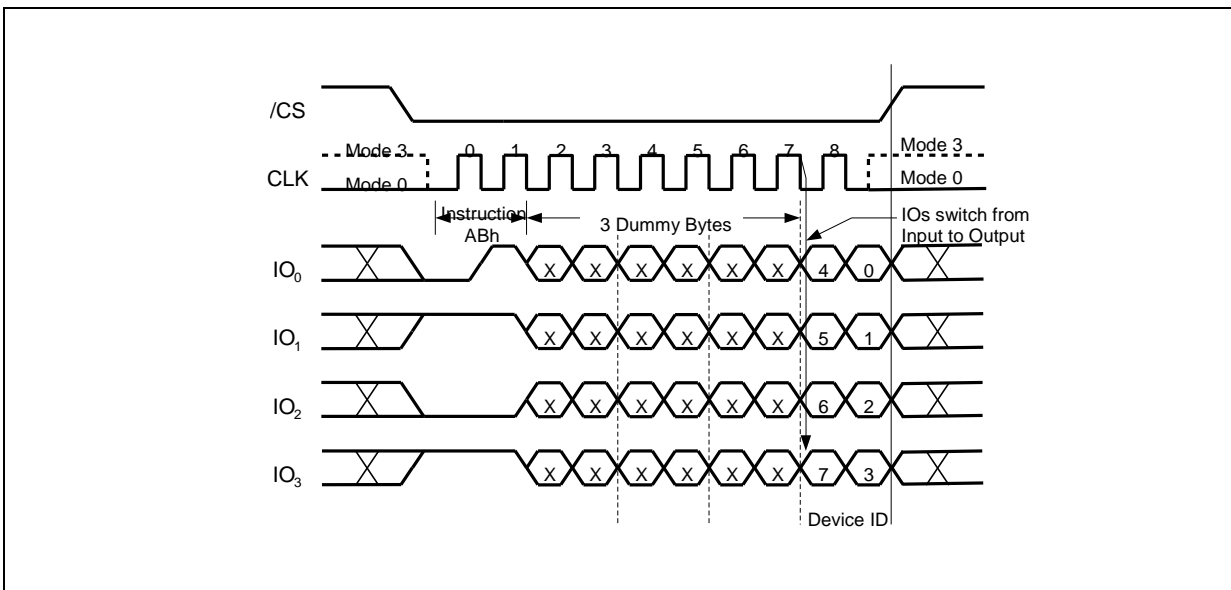 /CS
Mode 3 0 1 2 3 4 5 6 7 8 Mode 3
CLK Mode 0 Mode 0
Instruction
ABh
3 Dummy Bytes
IOs switch from
Input to Output
IO0 X X X X X X 4 0
IO1 X X X X X X 5 1
IO2 X X X X X X 6 2
IO3 X X X X X X 7 3
Device ID